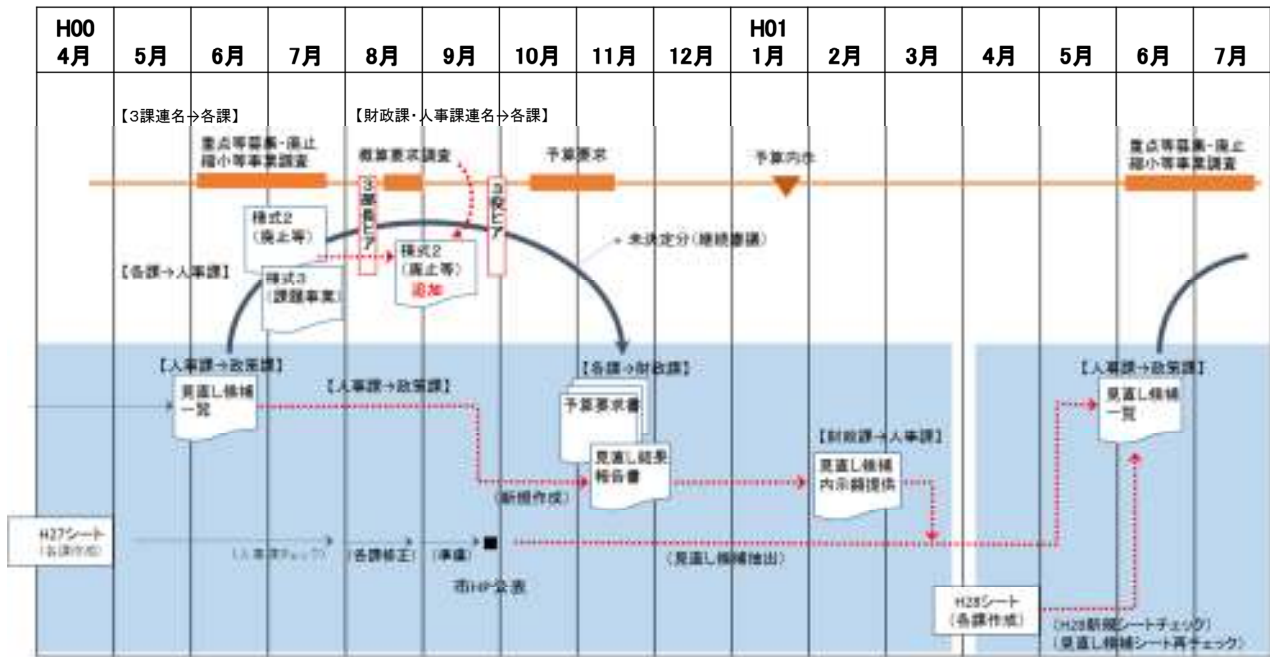 H00
4月
5月
6月
7月
8月
9月
10月
11月
12月
H01
1月
2月
3月
4月
5月
6月
7月
【3課連名→各課】
【財政課・人事課連名→各課】
重点等募集・廃止
縮小等事業調査
概算要求調査
予算要求
予算内示
重点等募集・廃止
縮小等事業調査
3部長ヒア
3役ヒア
様式2
(廃止等)
様式2
(廃止等)
追加
未決定分(継続審議)
【各課→人事課】
様式3
(課題事業)
【人事課→政策課】
見直し候補
一覧
【人事課→政策課】
【各課→財政課】
予算要求書
見直し結果
報告書
(新規作成)
【財政課→人事課】
見直し候補
内示額提供
【人事課→政策課】
見直し候補
一覧
H27シート
(各課作成)
(人事課チェック)
(各課修正)
(準備)
市HP公表
(見直し候補抽出)
H28シート
(各課作成)
(H28新規シートチェック)
(見直し候補シート再チェック)